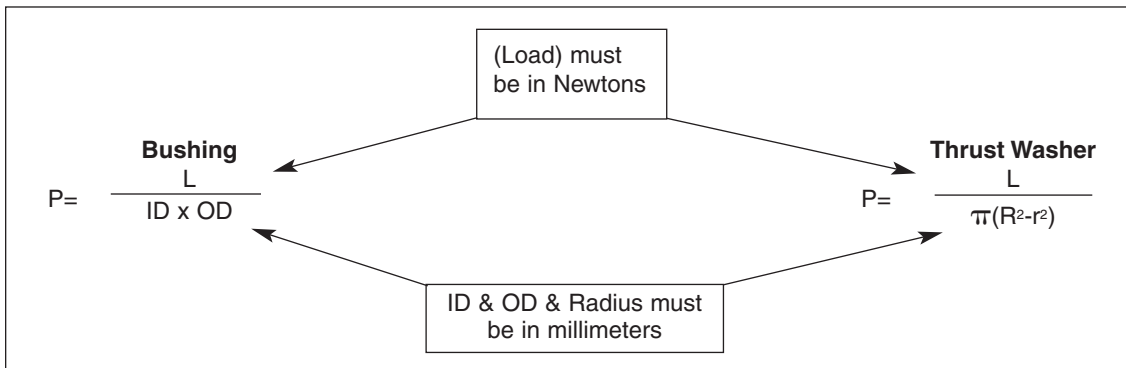 (Load) must
be in Newtons
Bushing
P= L
ID x OD
Thrust Washer
P= L
π(R²-r²)
ID & OD & Radius must
be in millimeters